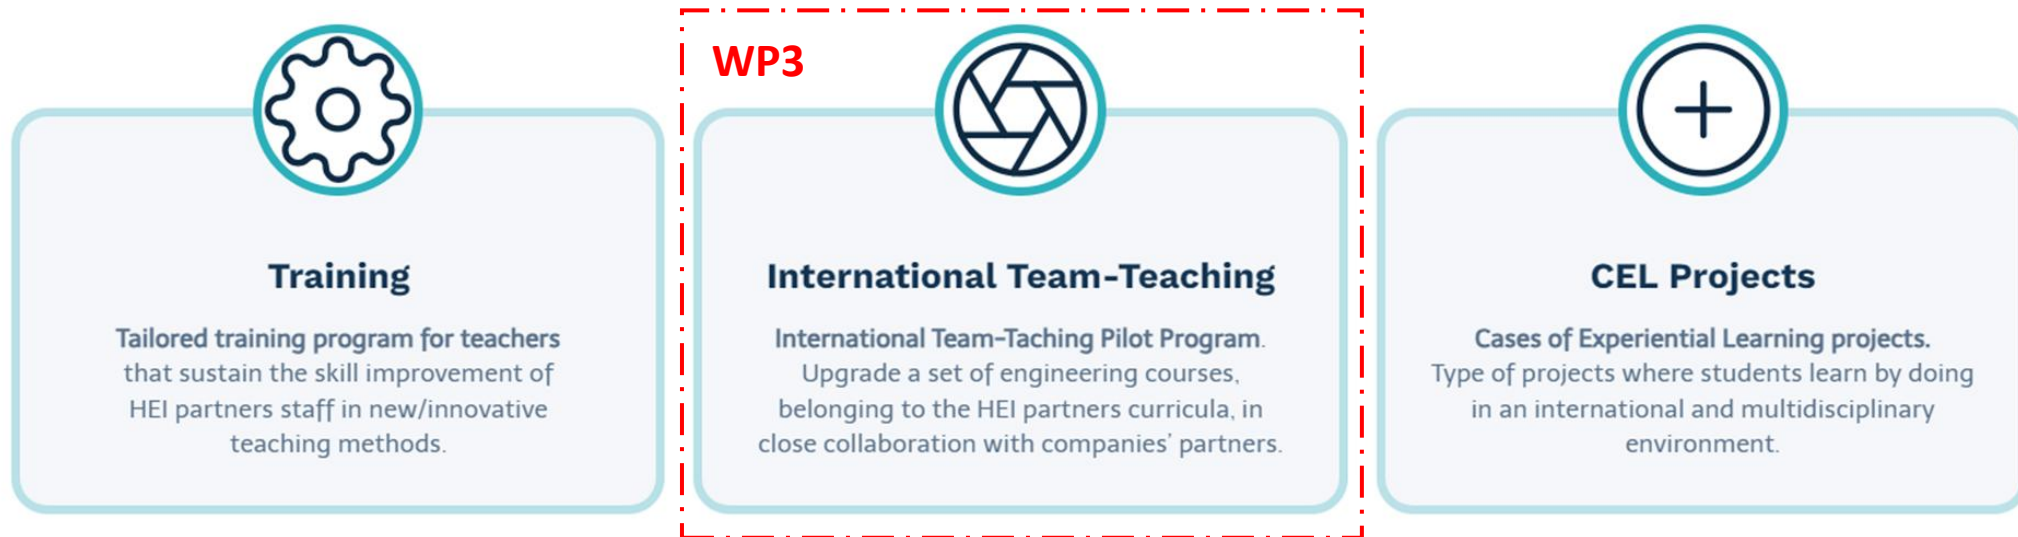 WP3
Training
Tailored training program for teachers
that sustain the skill improvement of
HEI partners staff in new/innovative
teaching methods.
International Team-Teaching
International Team-Taching Pilot Program.
Upgrade a set of engineering courses,
belonging to the HEI partners curricula, in
close collaboration with companies' partners.
CEL Projects
Cases of Experiential Learning projects.
Type of projects where students learn by doing
in an international and multidisciplinary
environment.